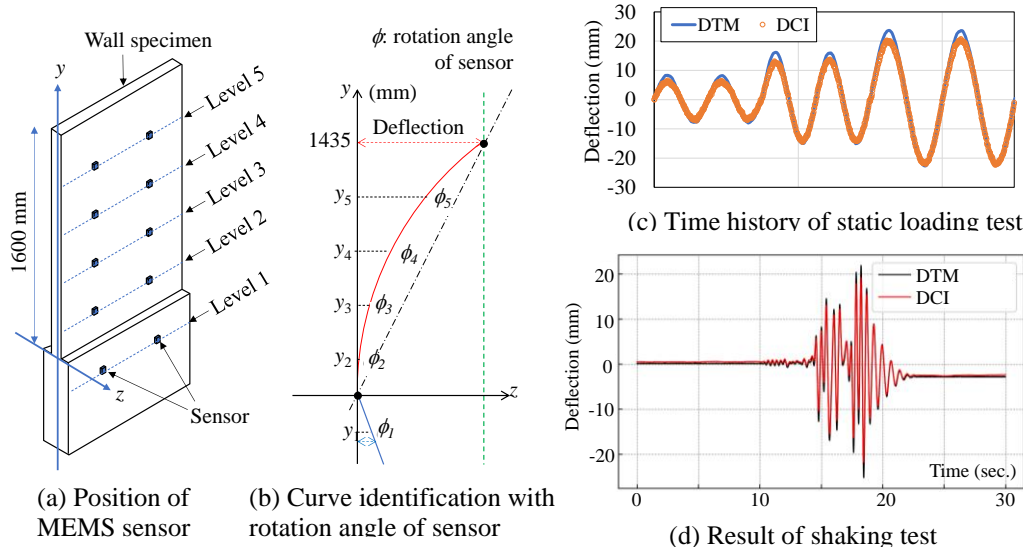 Wall specimen
y
Level 5
Level 4
Level 3
Level 2
Level 1
1600 mm
z
Sensor
(a) Position of
MEMS sensor
ϕ: rotation angle
of sensor
y (mm)
Deflection
1435
y5
ϕ5
y4
ϕ4
y3
ϕ3
y2
ϕ2
z
y1
ϕ1
(b) Curve identification with
rotation angle of sensor
DTM
DCI
Deflection (mm)
30
20
10
0
-10
-20
-30
(c) Time history of static loading test
DTM
DCI
Deflection (mm)
20
10
0
-10
-20
Time (sec.)
0 10 20 30
(d) Result of shaking test